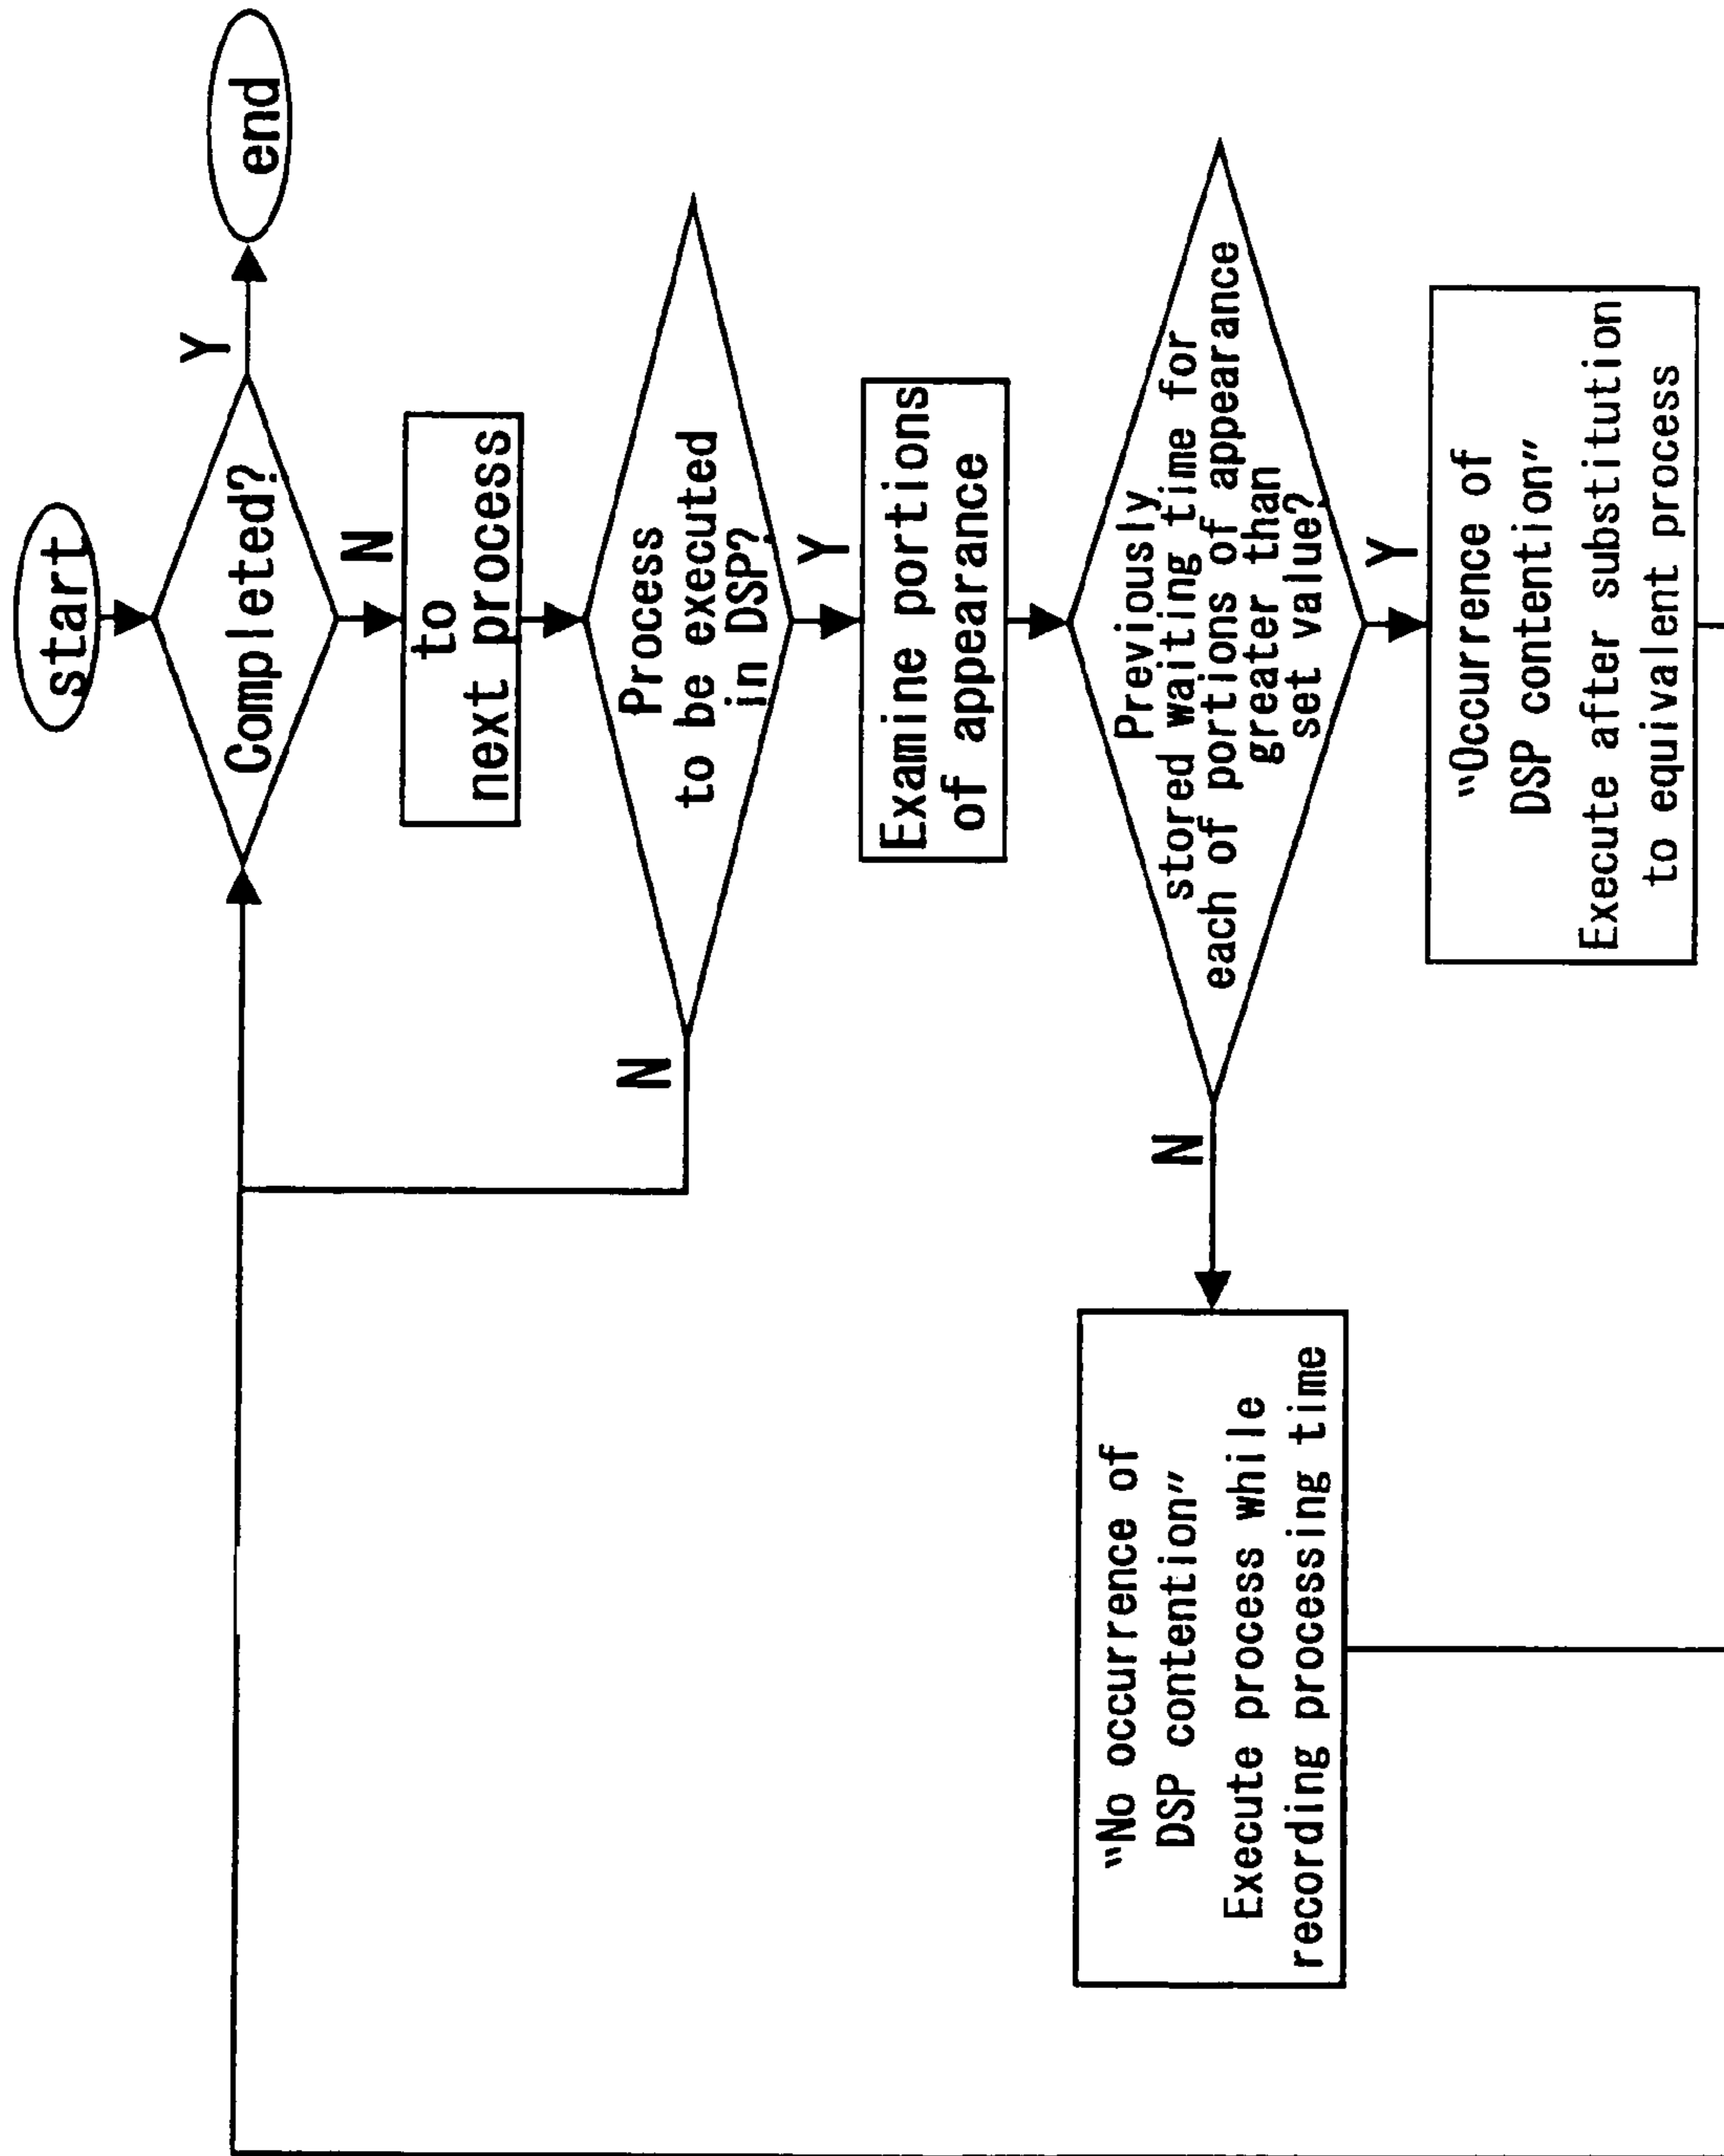 start
Completed?
Y
end
N
to
next process
Process
to be executed
in DSP?
N
Y
Examine portions
of appearance
Previously
stored waiting time for
each of portions of appearance
greater than
set value?
N
Y
"No occurrence of
DSP contention"
Execute process while
recording processing time
"Occurrence of
DSP contention"
Execute after substitution
to equivalent process